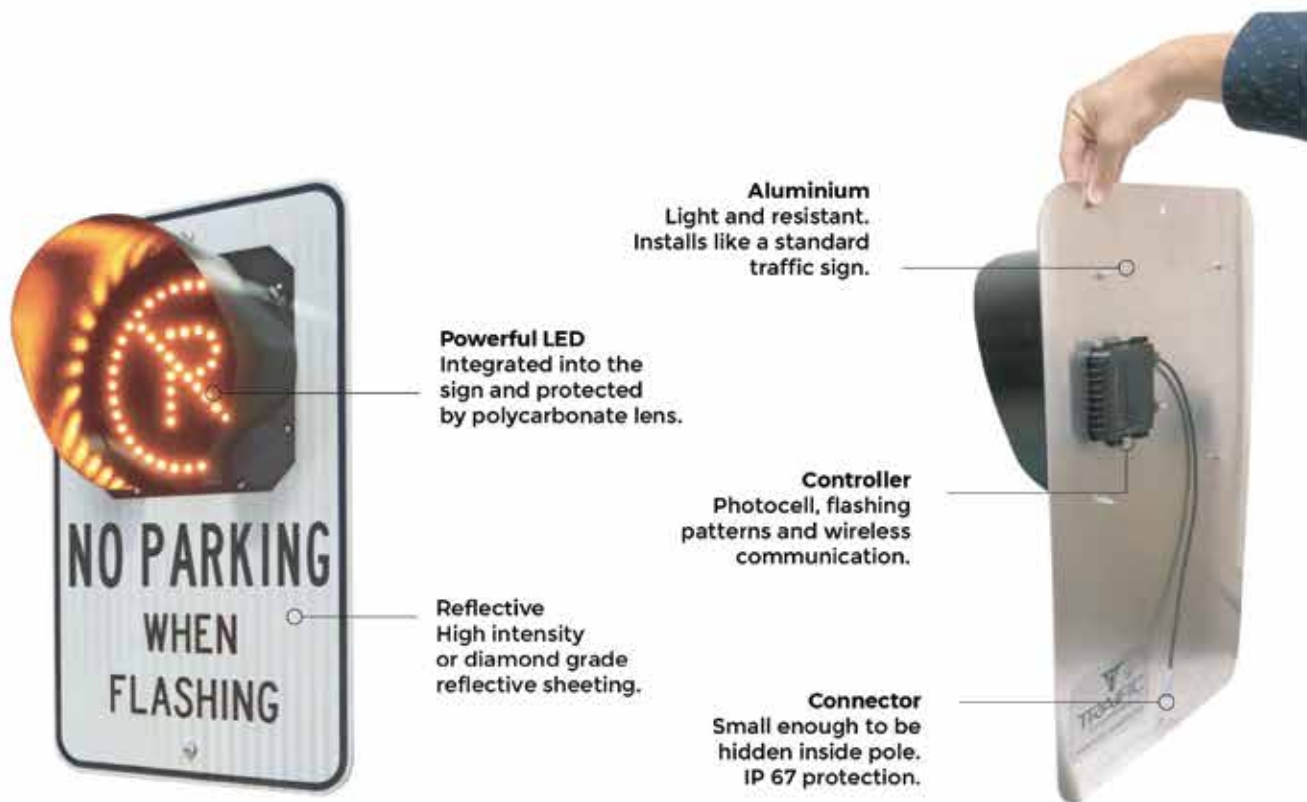 P
NO PARKING
WHEN
FLASHING
Powerful LED
Integrated into the
sign and protected
by polycarbonate lens.
Reflective
High intensity
or diamond grade
reflective sheeting.
Aluminium
Light and resistant.
Installs like a standard
traffic sign.
Controller
Photocell, flashing
patterns and wireless
communication.
Connector
Small enough to be
hidden inside pole.
IP 67 protection.